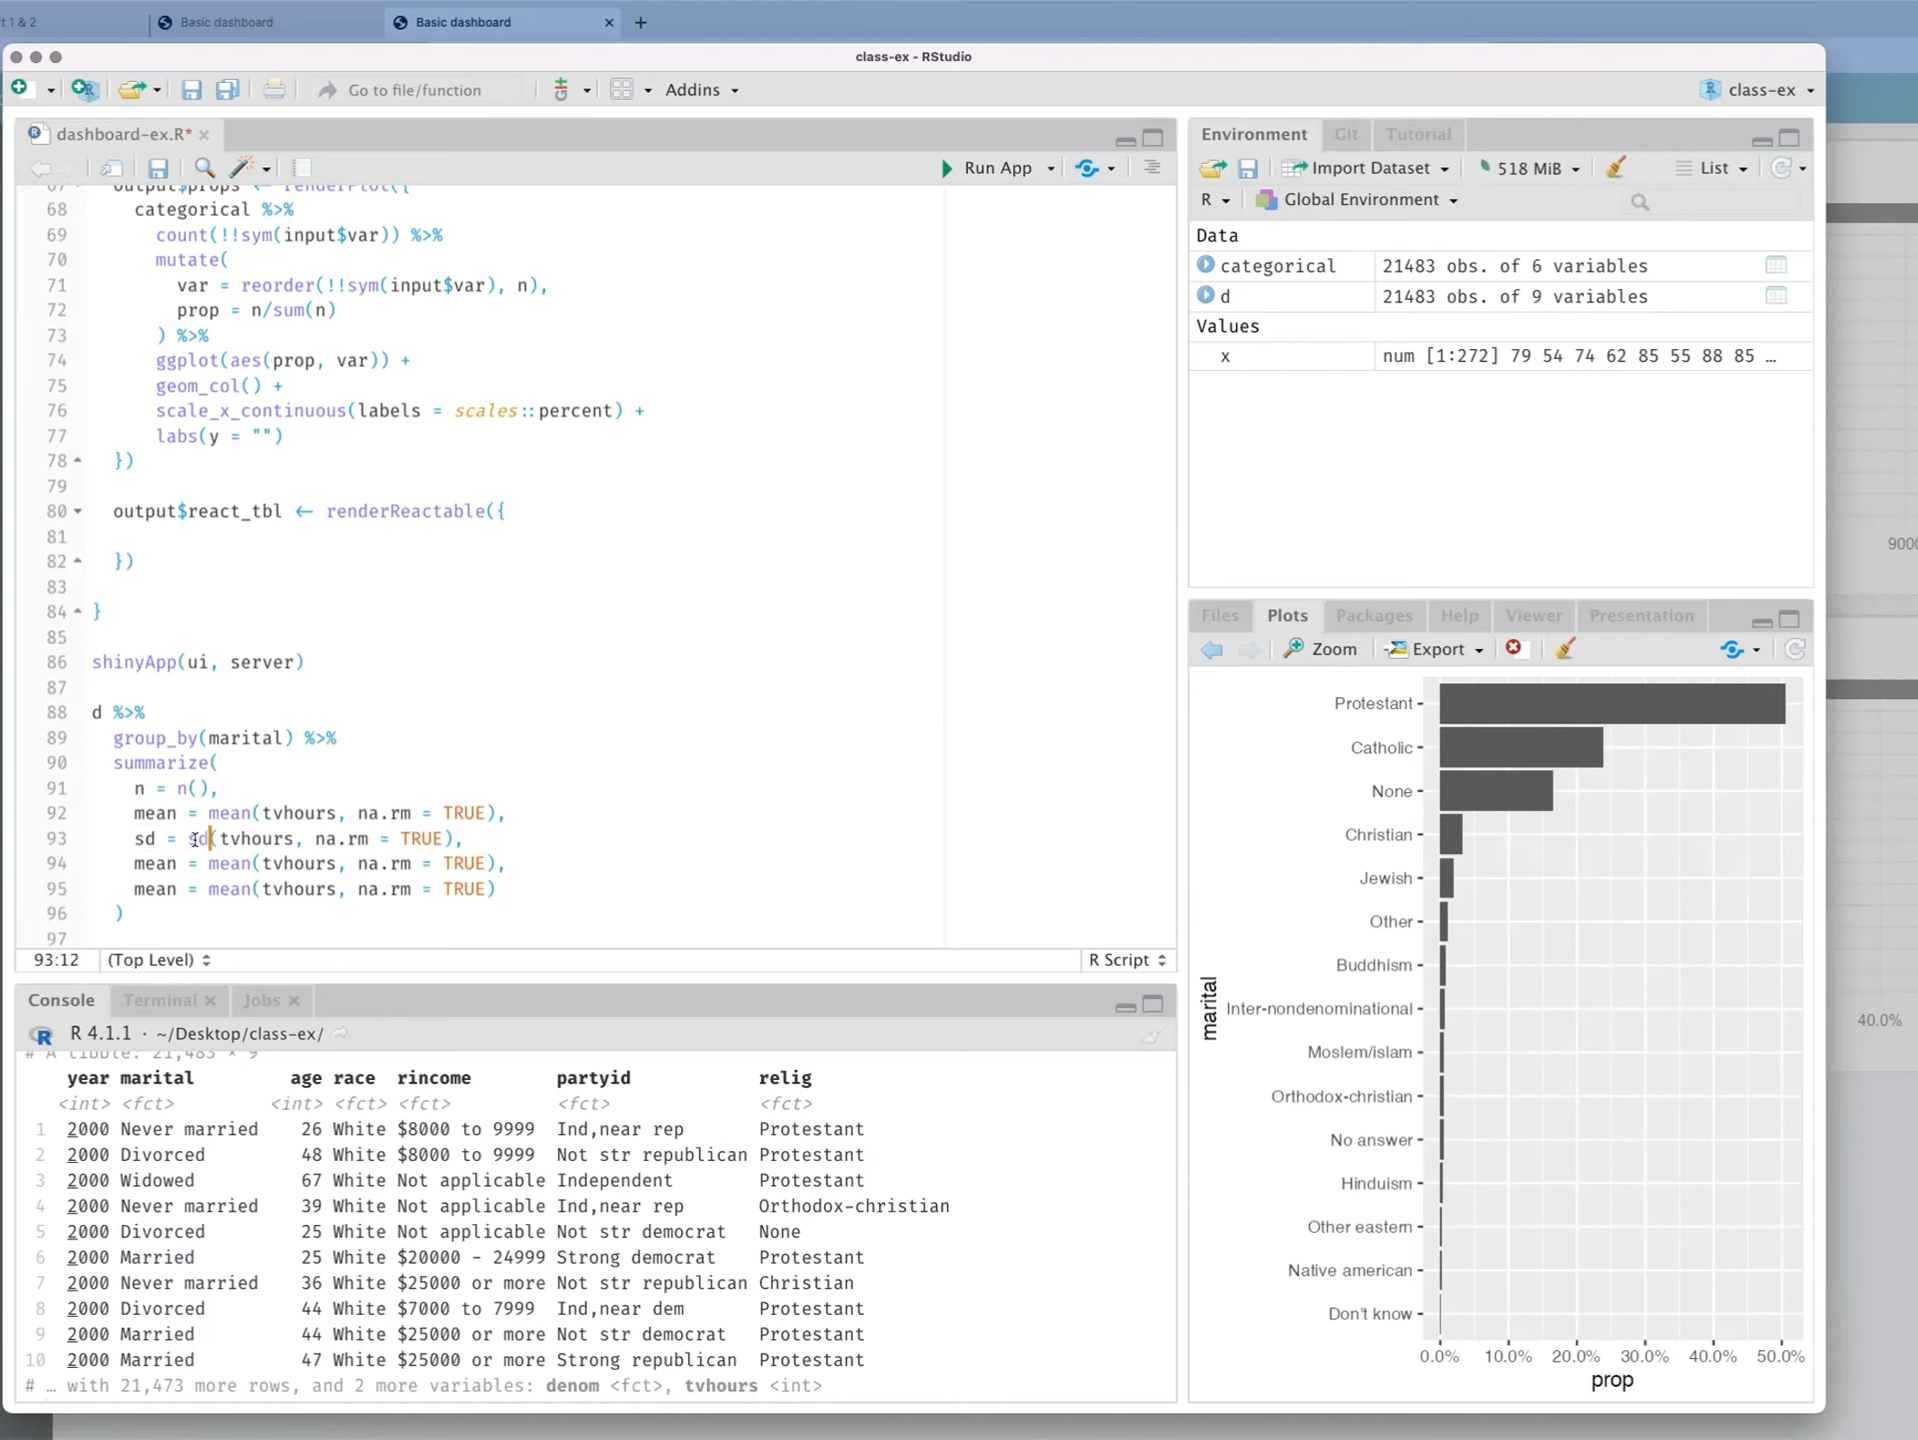 t 1 & 2
Basic dashboard
Basic dashboard
class-ex - RStudio
Go to file/function
Addins
class-ex
dashboard-ex.R*
Run App
67 output$props <- renderPlot({
68 categorical %>%
69 count(!!sym(input$var)) %>%
70 mutate(
71 var = reorder(!!sym(input$var), n),
72 prop = n/sum(n)
73 ) %>%
74 ggplot(aes(prop, var)) +
75 geom_col() +
76 scale_x_continuous(labels = scales::percent) +
77 labs(y = "")
78 })
79
80 output$react_tbl <- renderReactable({
81
82 })
83
84 }
85
86 shinyApp(ui, server)
87
88 d %>%
89 group_by(marital) %>%
90 summarize(
91 n = n(),
92 mean = mean(tvhours, na.rm = TRUE),
93 sd = sd(tvhours, na.rm = TRUE),
94 mean = mean(tvhours, na.rm = TRUE),
95 mean = mean(tvhours, na.rm = TRUE)
96 )
97
93:12 (Top Level) R Script
Console Terminal Jobs
R 4.1.1 · ~/Desktop/class-ex/
# A tibble: 21,483 × 9
year marital age race rincome partyid relig
<int> <fct> <int> <fct> <fct> <fct> <fct>
1 2000 Never married 26 White $8000 to 9999 Ind,near rep Protestant
2 2000 Divorced 48 White $8000 to 9999 Not str republican Protestant
3 2000 Widowed 67 White Not applicable Independent Protestant
4 2000 Never married 39 White Not applicable Ind,near rep Orthodox-christian
5 2000 Divorced 25 White Not applicable Not str democrat None
6 2000 Married 25 White $20000 - 24999 Strong democrat Protestant
7 2000 Never married 36 White $25000 or more Not str republican Christian
8 2000 Divorced 44 White $7000 to 7999 Ind,near dem Protestant
9 2000 Married 44 White $25000 or more Not str democrat Protestant
10 2000 Married 47 White $25000 or more Strong republican Protestant
# … with 21,473 more rows, and 2 more variables: denom <fct>, tvhours <int>
Environment Git Tutorial
Import Dataset 518 MiB List
R Global Environment
Data
categorical 21483 obs. of 6 variables
d 21483 obs. of 9 variables
Values
x num [1:272] 79 54 74 62 85 55 88 85 …
Files Plots Packages Help Viewer Presentation
Zoom Export
Protestant
Catholic
None
Christian
Jewish
Other
Buddhism
Inter-nondenominational
Moslem/islam
Orthodox-christian
No answer
Hinduism
Other eastern
Native american
Don't know
marital
0.0% 10.0% 20.0% 30.0% 40.0% 50.0%
prop
9000
40.0%